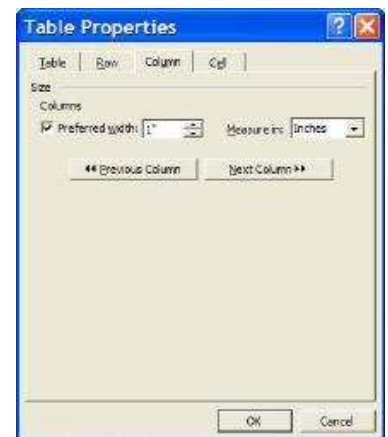 Table Properties
Table Row Column Cell
Size
Columns
Preferred width: 1" Measure in: Inches
Previous Column Next Column
OK Cancel